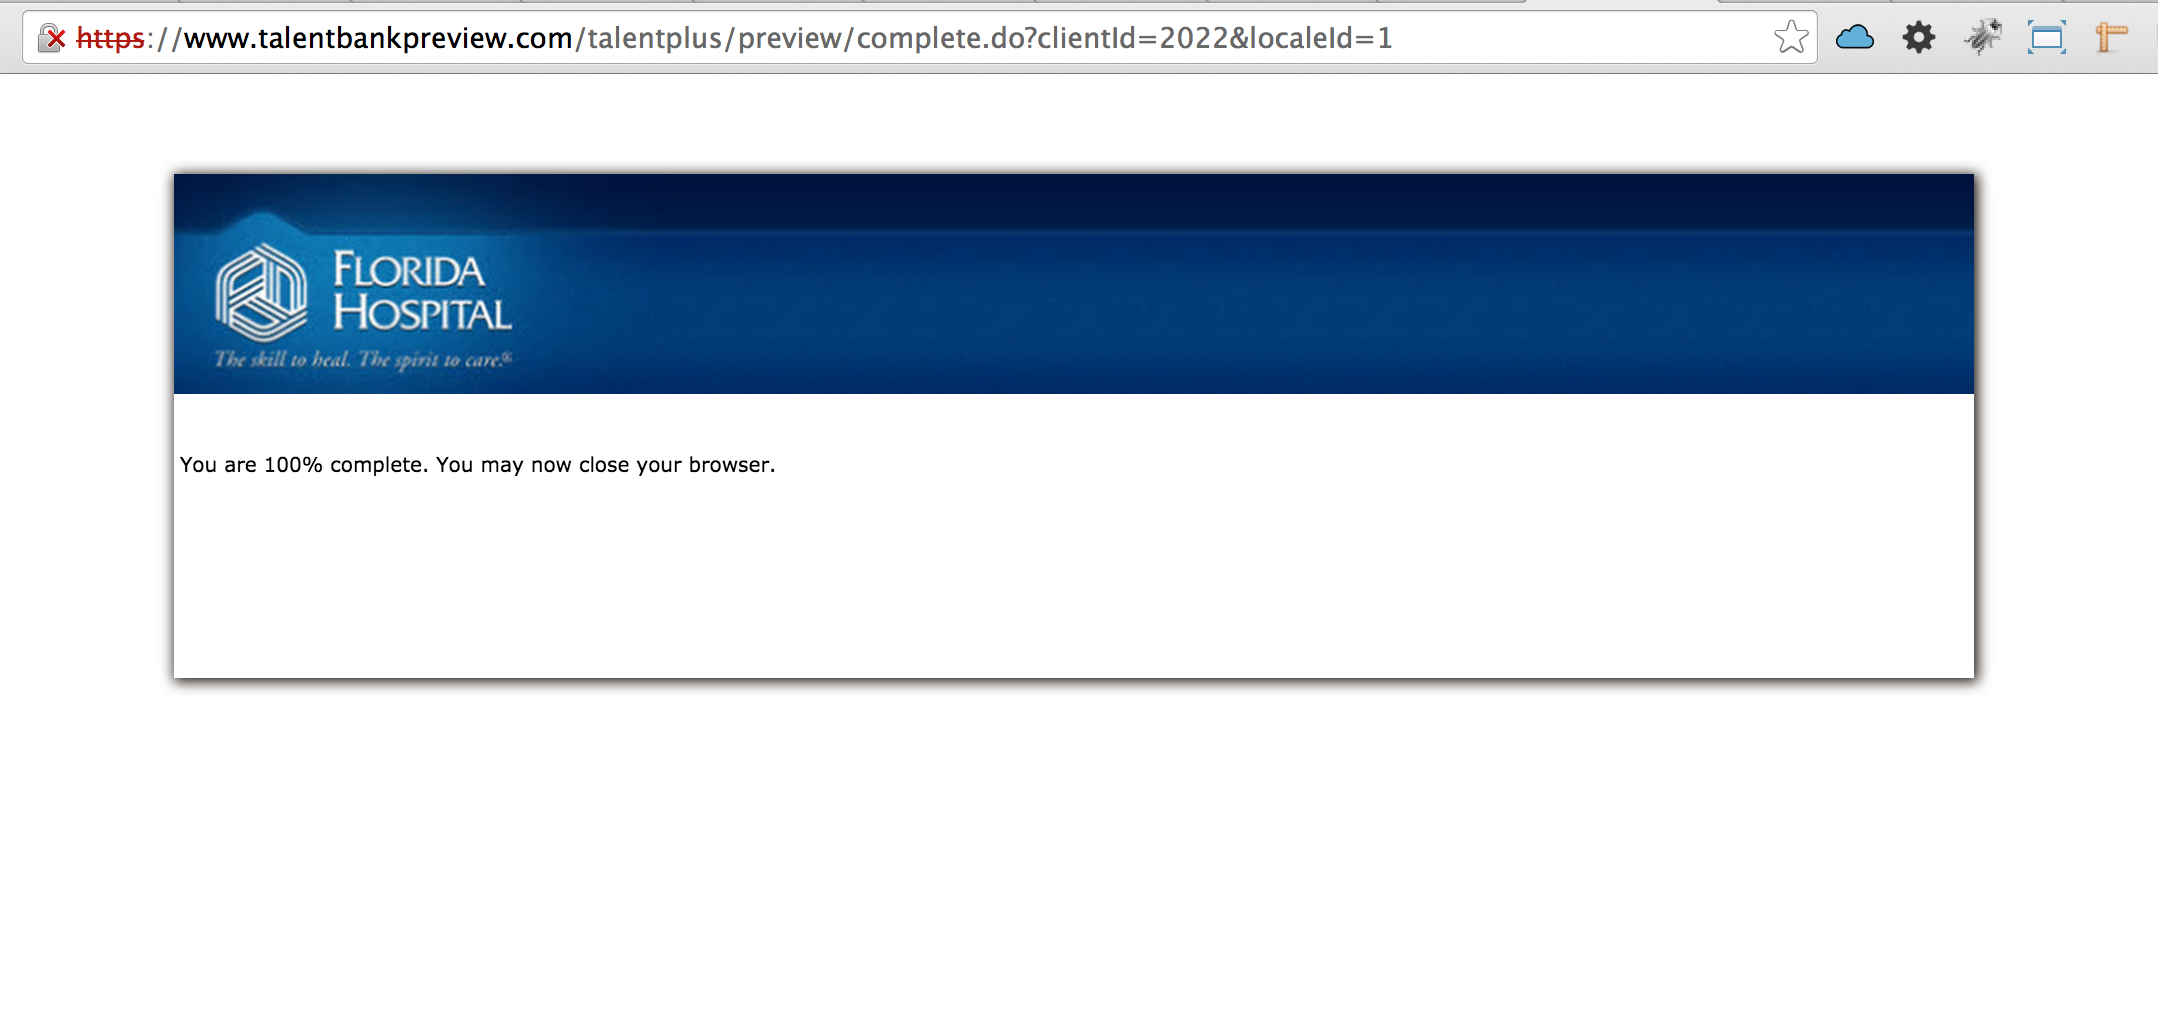 https://www.talentbankpreview.com/talentplus/preview/complete.do?clientId=2022&localeId=1
FLORIDA
HOSPITAL
The skill to heal. The spirit to care.®
You are 100% complete. You may now close your browser.